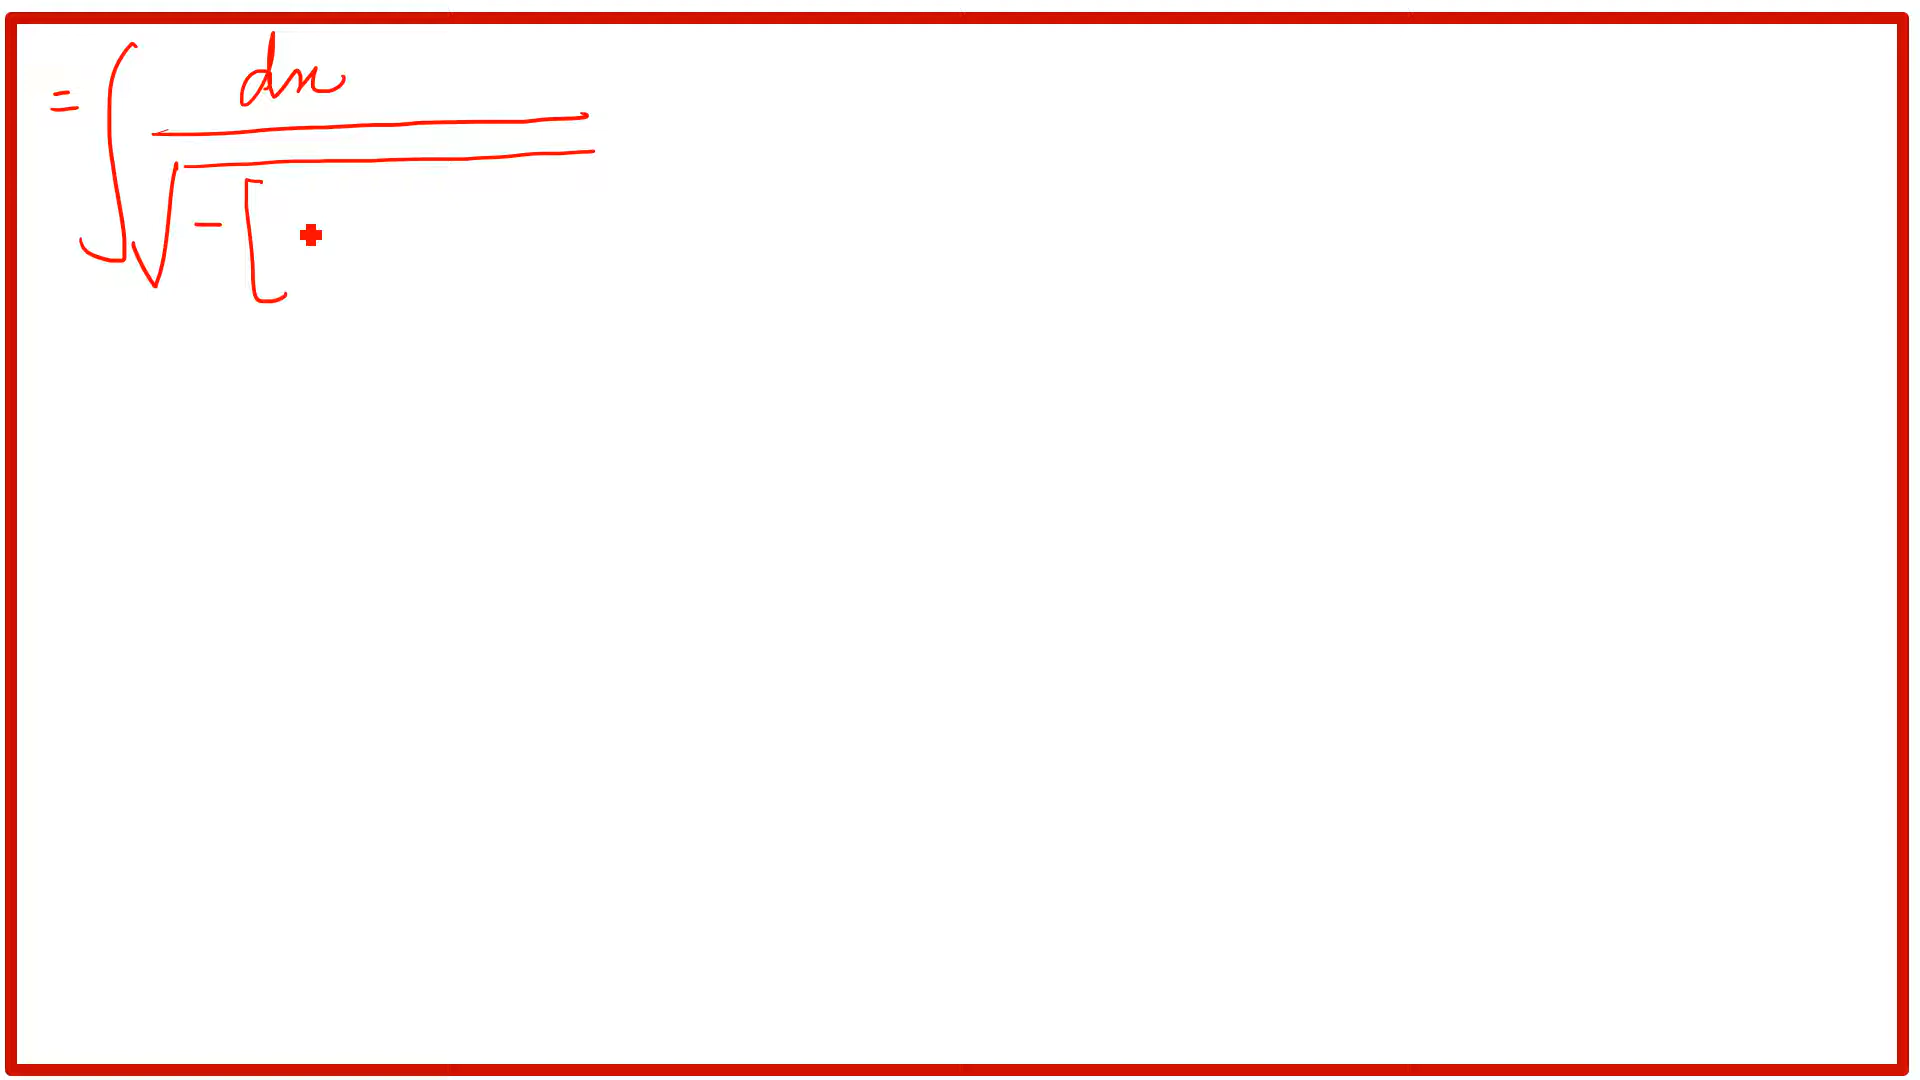 = ∫ dx / √ - [